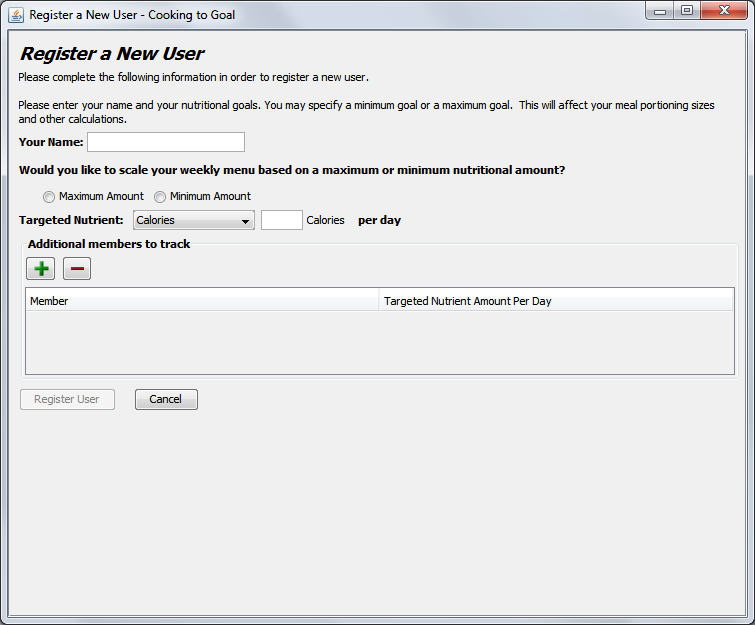 Register a New User - Cooking to Goal
Register a New User
Please complete the following information in order to register a new user.
Please enter your name and your nutritional goals. You may specify a minimum goal or a maximum goal.  This will affect your meal portioning sizes
and other calculations.
Your Name:
Would you like to scale your weekly menu based on a maximum or minimum nutritional amount?
Maximum Amount Minimum Amount
Targeted Nutrient: Calories Calories per day
Additional members to track
Member Targeted Nutrient Amount Per Day
Register User Cancel